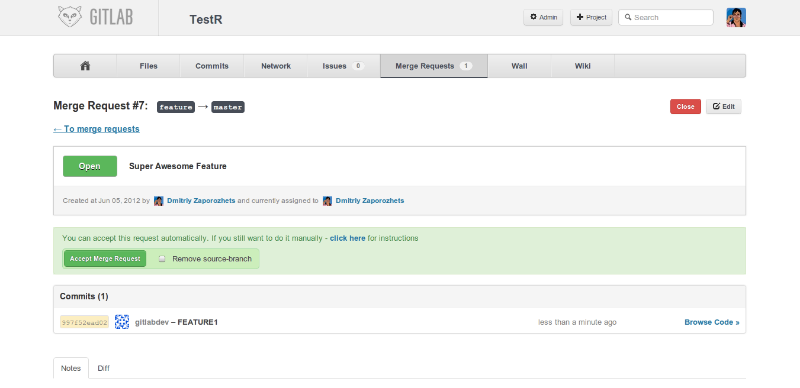 GITLAB
TestR
Admin
Project
Search
Files Commits Network Issues 0 Merge Requests 1 Wall Wiki
Merge Request #7: feature → master
Close Edit
← To merge requests
Open Super Awesome Feature
Created at Jun 05, 2012 by Dmitriy Zaporozhets and currently assigned to Dmitriy Zaporozhets
You can accept this request automatically. If you still want to do it manually - click here for instructions
Accept Merge Request Remove source-branch
Commits (1)
997f52ead02 gitlabdev – FEATURE1 less than a minute ago Browse Code »
Notes Diff